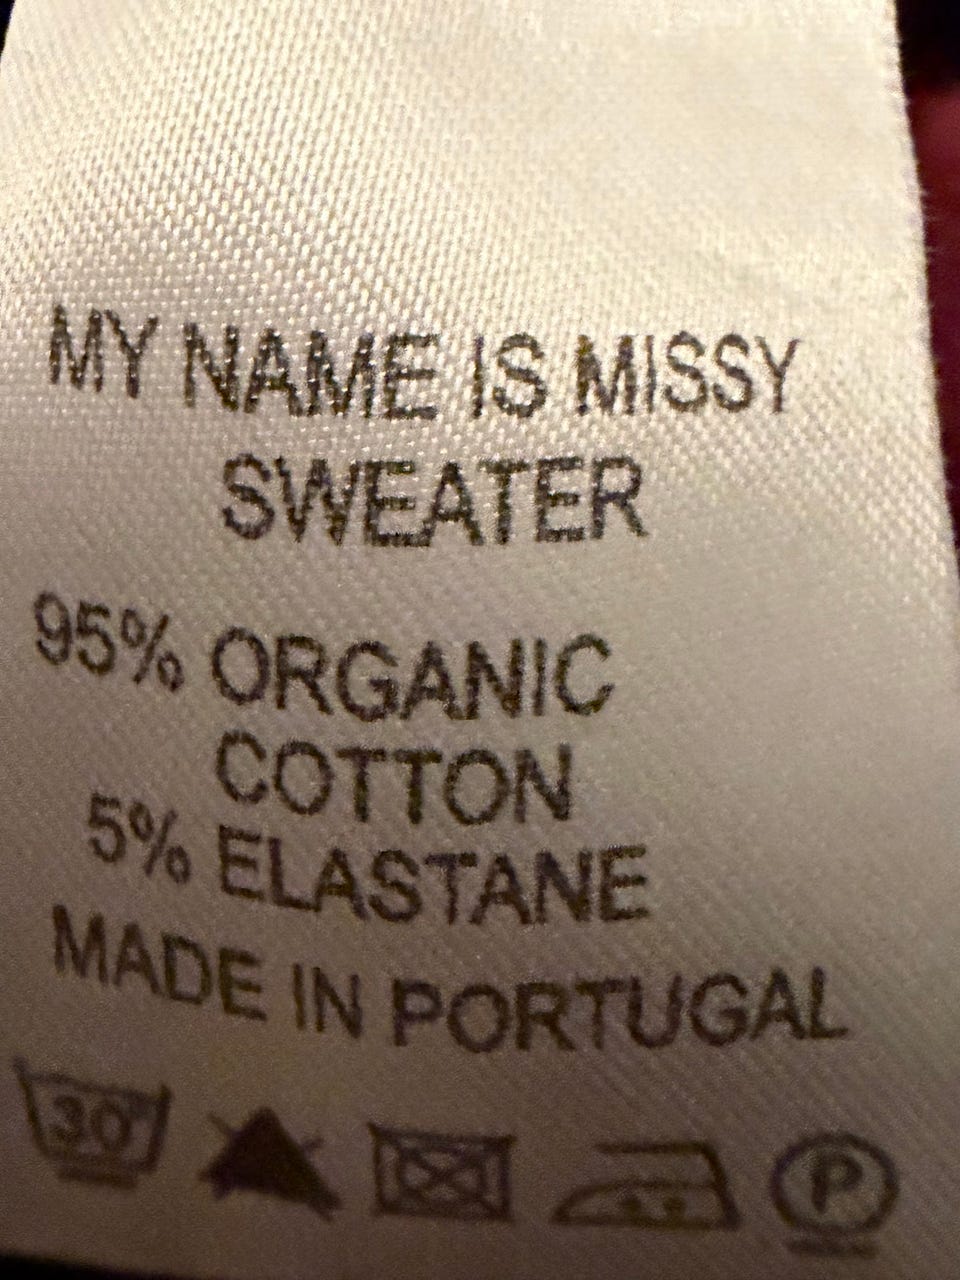 MY NAME IS MISSY
SWEATER
95% ORGANIC
COTTON
5% ELASTANE
MADE IN PORTUGAL
30°
P